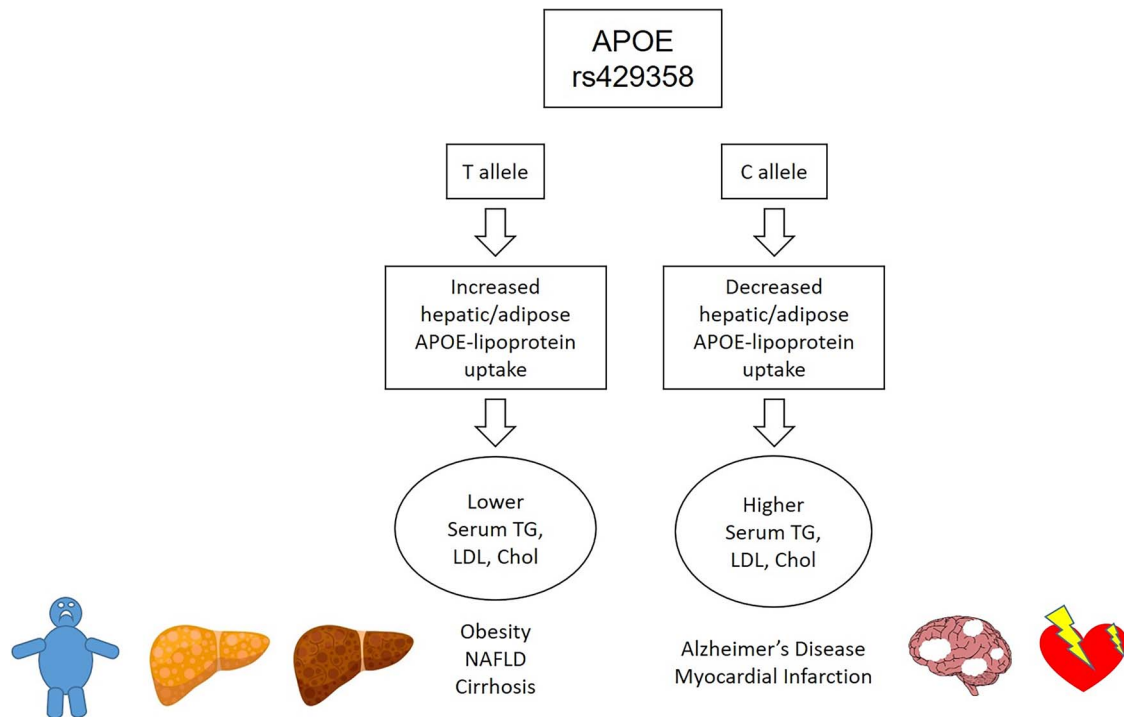 APOE
rs429358
T allele
C allele
Increased
hepatic/adipose
APOE-lipoprotein
uptake
Decreased
hepatic/adipose
APOE-lipoprotein
uptake
Lower
Serum TG,
LDL, Chol
Higher
Serum TG,
LDL, Chol
Obesity
NAFLD
Cirrhosis
Alzheimer's Disease
Myocardial Infarction